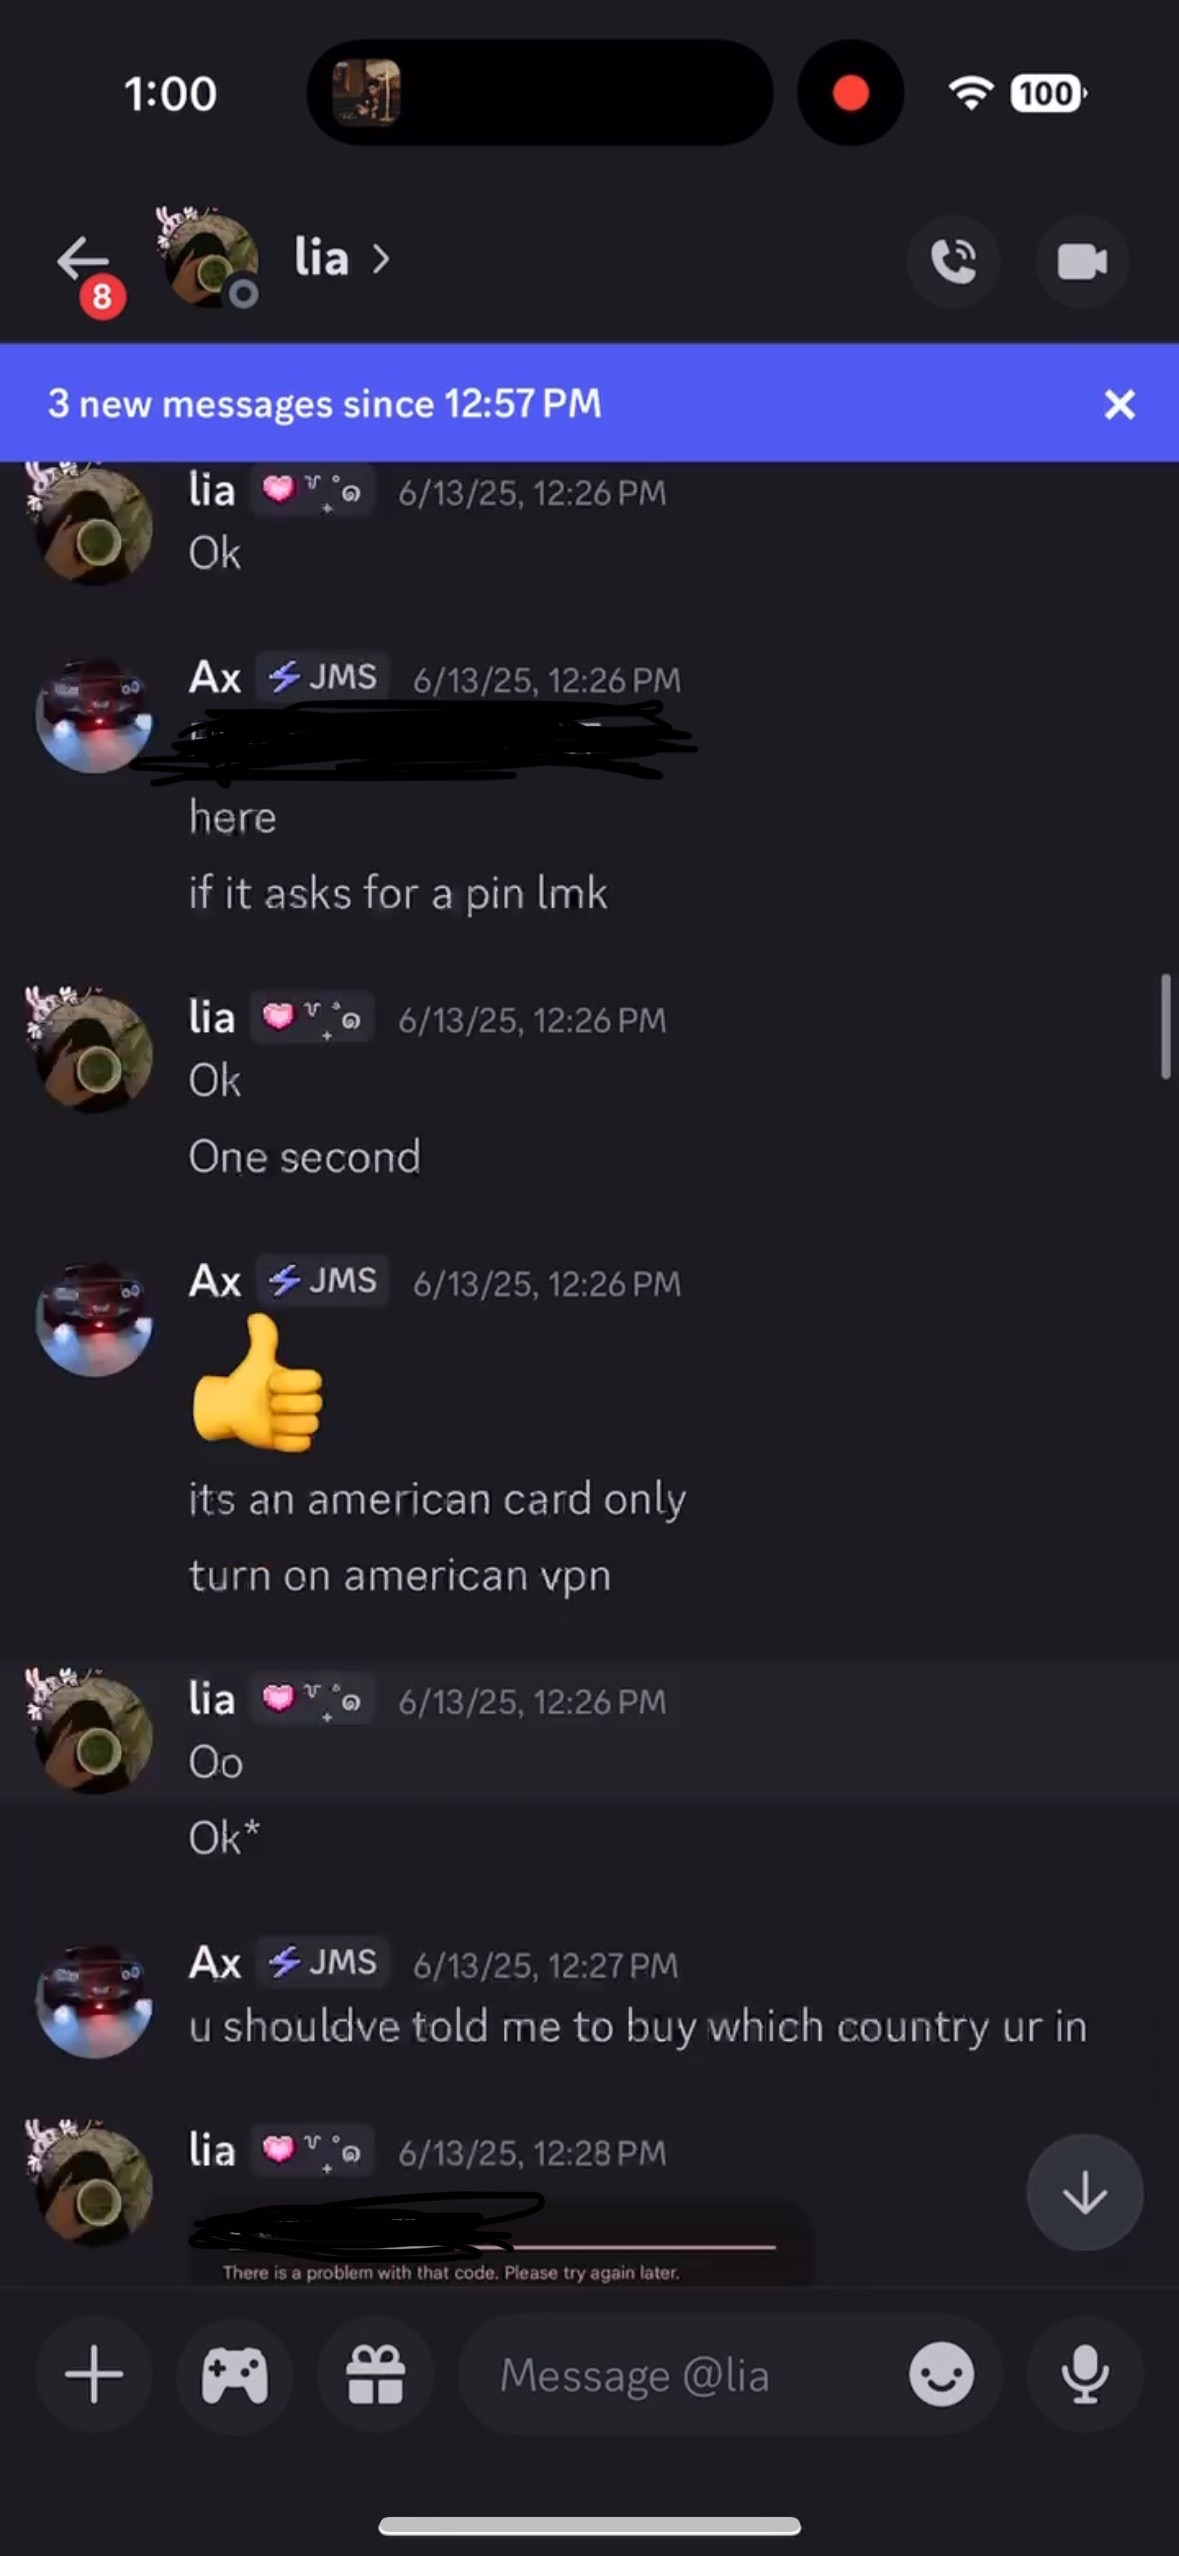 1:00
100
8
lia >
3 new messages since 12:57 PM
lia 6/13/25, 12:26 PM
Ok
Ax JMS 6/13/25, 12:26 PM
here
if it asks for a pin lmk
lia 6/13/25, 12:26 PM
Ok
One second
Ax JMS 6/13/25, 12:26 PM
its an american card only
turn on american vpn
lia 6/13/25, 12:26 PM
Oo
Ok*
Ax JMS 6/13/25, 12:27 PM
u shouldve told me to buy which country ur in
lia 6/13/25, 12:28 PM
There is a problem with that code. Please try again later.
Message @lia